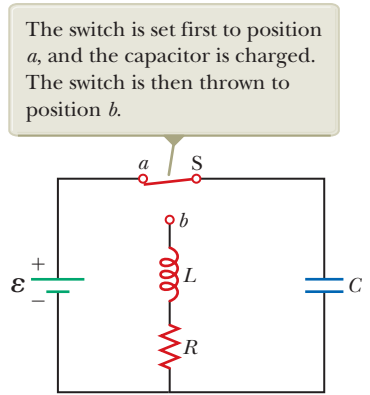 The switch is set first to position
a, and the capacitor is charged.
The switch is then thrown to
position b.
a S
b
+
ε
−
L
C
R